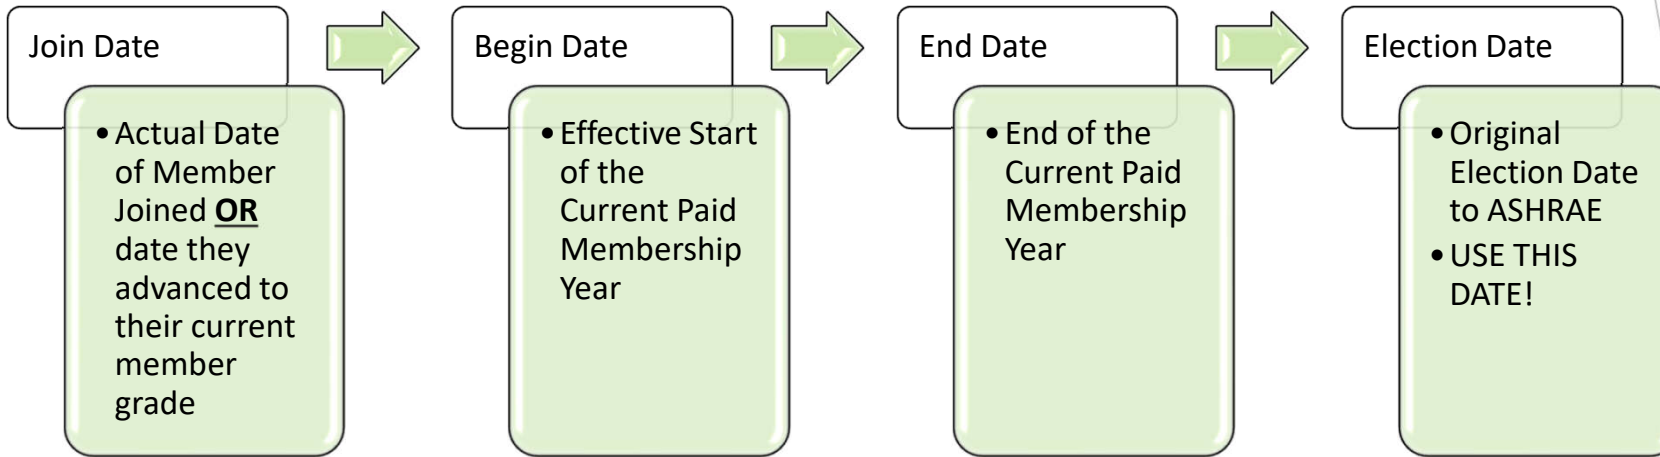 Join Date
• Actual Date
of Member
Joined OR
date they
advanced to
their current
member
grade
Begin Date
• Effective Start
of the
Current Paid
Membership
Year
End Date
• End of the
Current Paid
Membership
Year
Election Date
• Original
Election Date
to ASHRAE
• USE THIS
DATE!